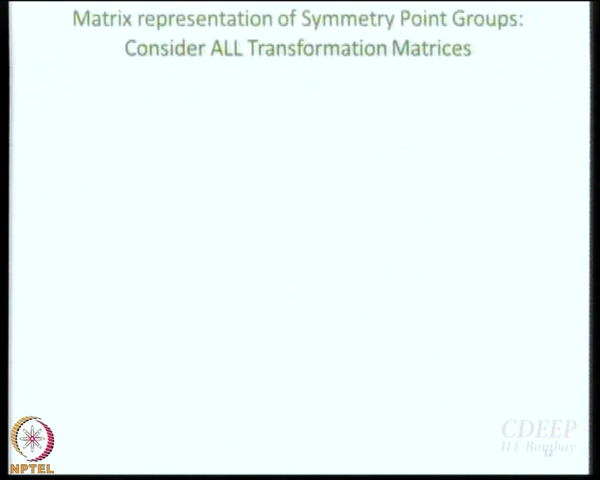 Matrix representation of Symmetry Point Groups:
Consider ALL Transformation Matrices
CDEEP
IIT Bombay
NPTEL